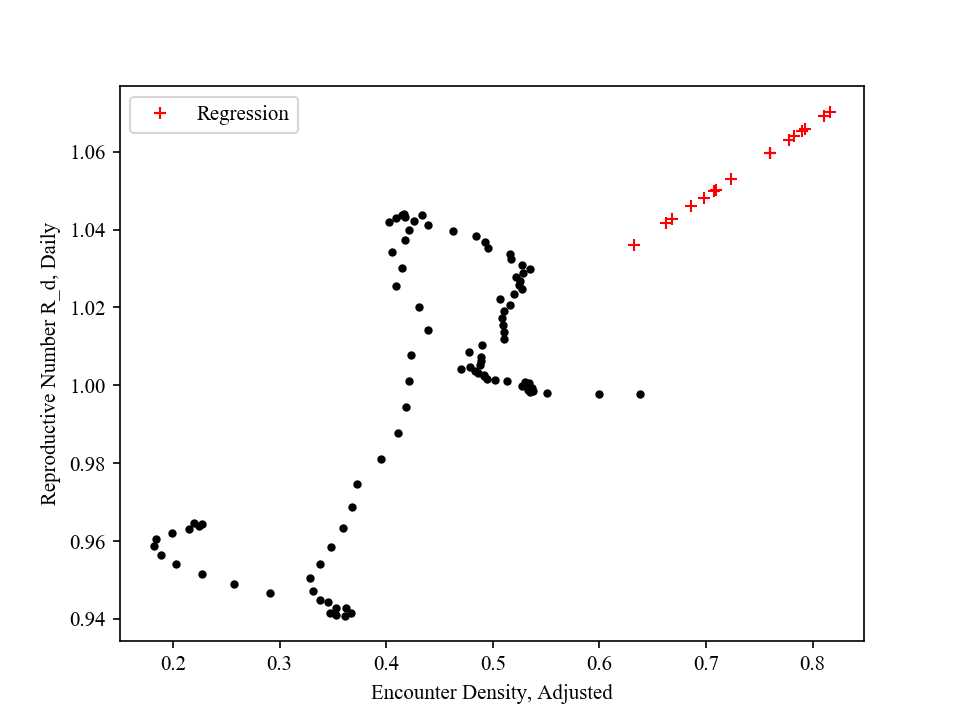 Regression
1.06
1.04
1.02
1.00
0.98
0.96
0.94
Reproductive Number R_d, Daily
0.2 0.3 0.4 0.5 0.6 0.7 0.8
Encounter Density, Adjusted